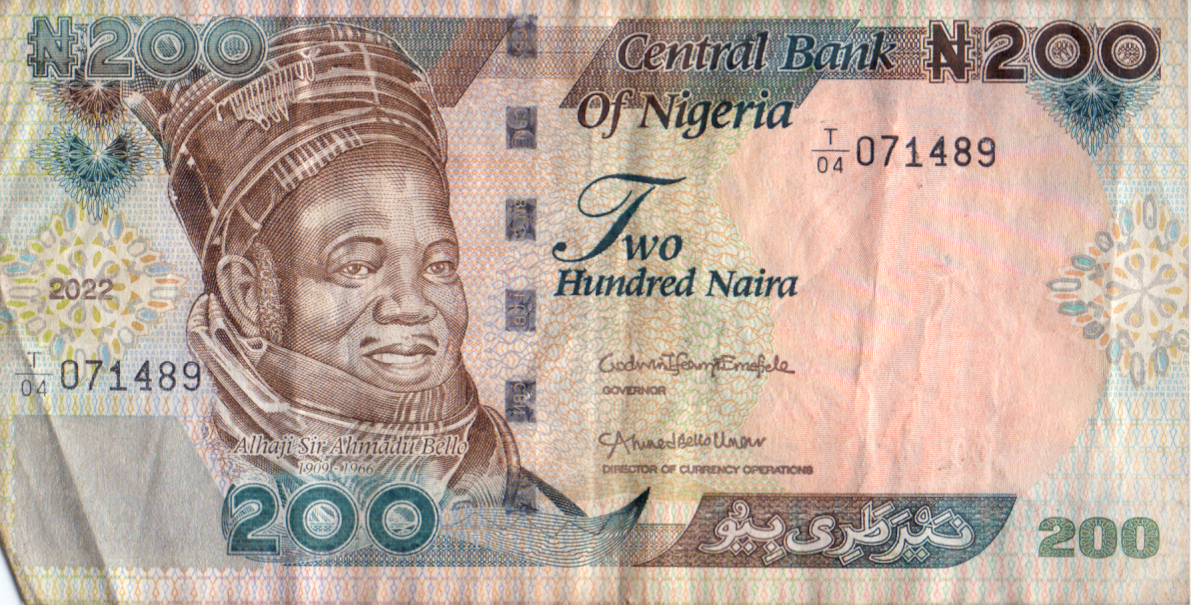 ₦200
Central Bank
Of Nigeria
₦200
T/04 071489
Two
Hundred Naira
2022
T/04 071489
GOVERNOR
DIRECTOR OF CURRENCY OPERATIONS
Alhaji Sir Ahmadu Bello
1909 - 1966
200
نَيْرَ طَرِى بِيُو
200